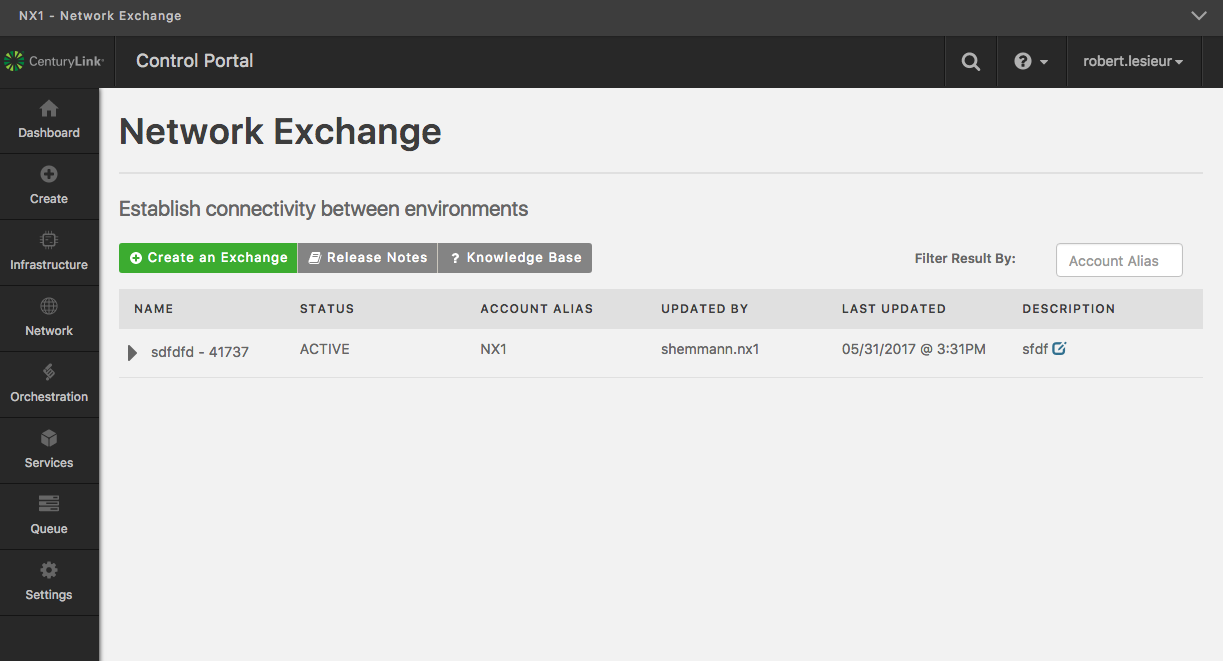 NX1 - Network Exchange
CenturyLink
Control Portal
?
robert.lesieur
Dashboard
Create
Infrastructure
Network
Orchestration
Services
Queue
Settings
Network Exchange
Establish connectivity between environments
Create an Exchange Release Notes ? Knowledge Base
Filter Result By: Account Alias
NAME STATUS ACCOUNT ALIAS UPDATED BY LAST UPDATED DESCRIPTION
sdfdfd - 41737 ACTIVE NX1 shemmann.nx1 05/31/2017 @ 3:31PM sfdf